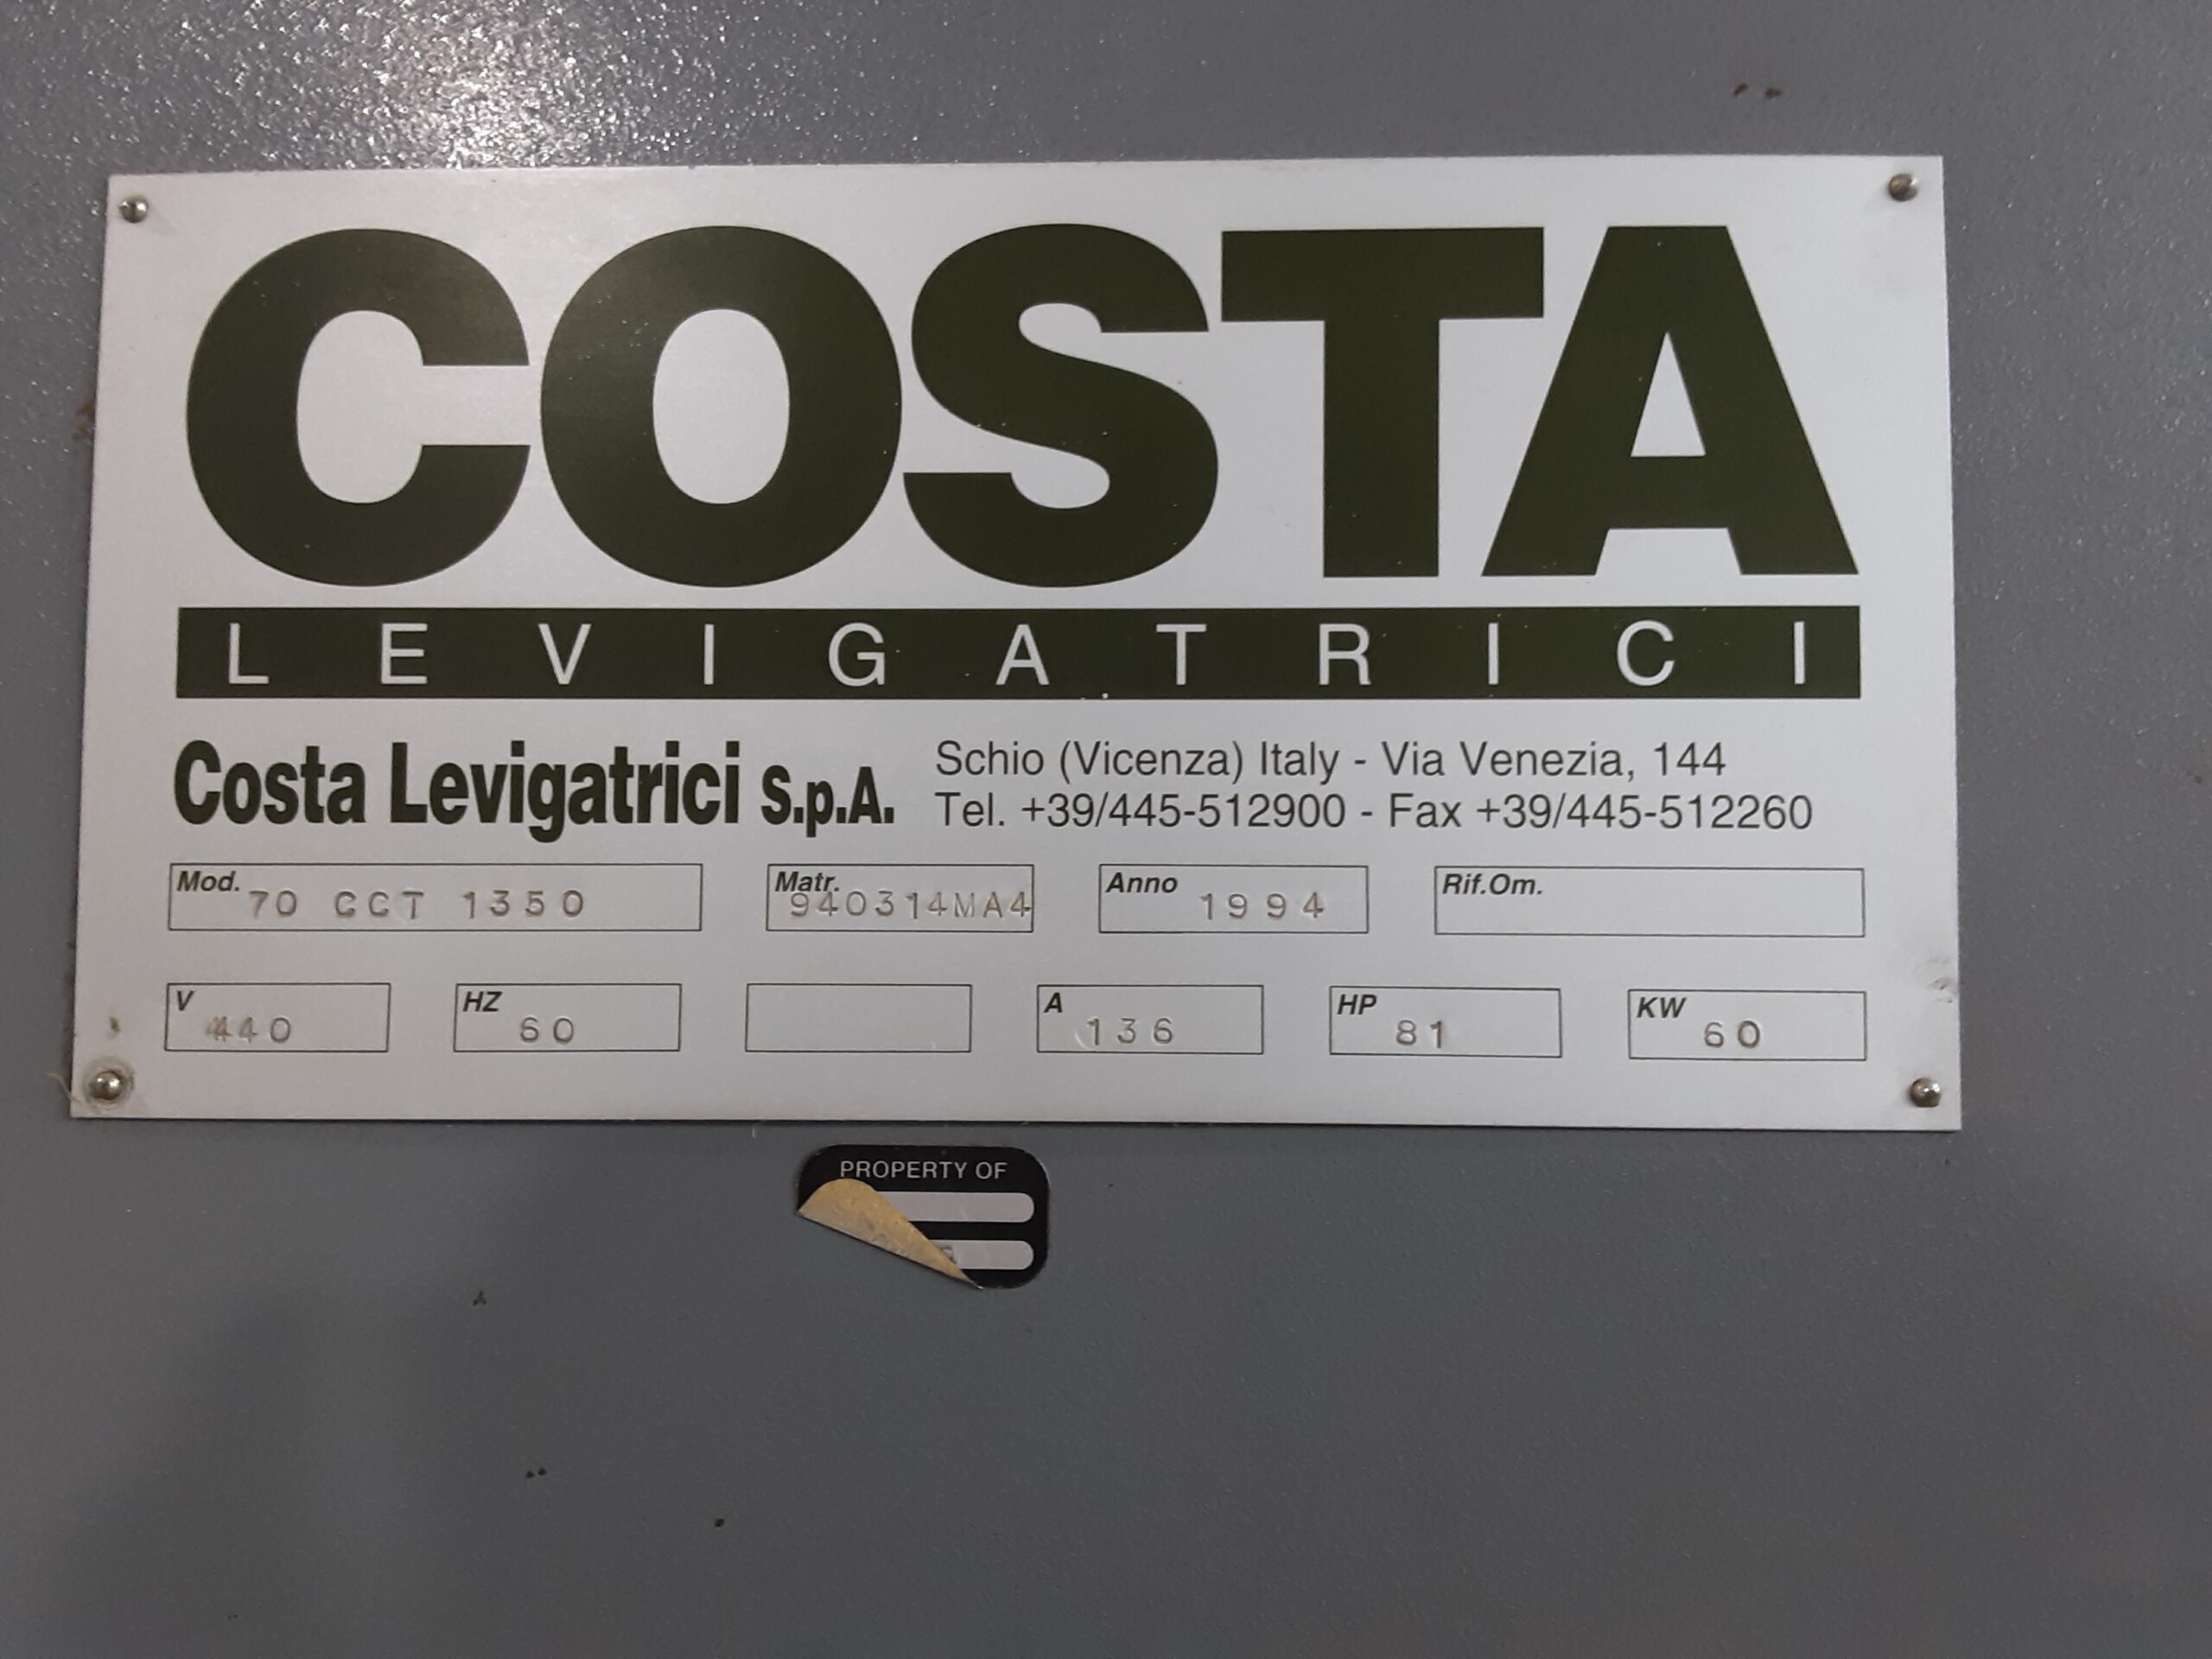 COSTA
LEVIGATRICI
Costa Levigatrici S.p.A.
Schio (Vicenza) Italy - Via Venezia, 144
Tel. +39/445-512900 - Fax +39/445-512260
Mod. 70 CCT 1350 Matr. 940314MA4 Anno 1994 Rif.Om.
V 440 HZ 60 A 136 HP 81 KW 60
PROPERTY OF